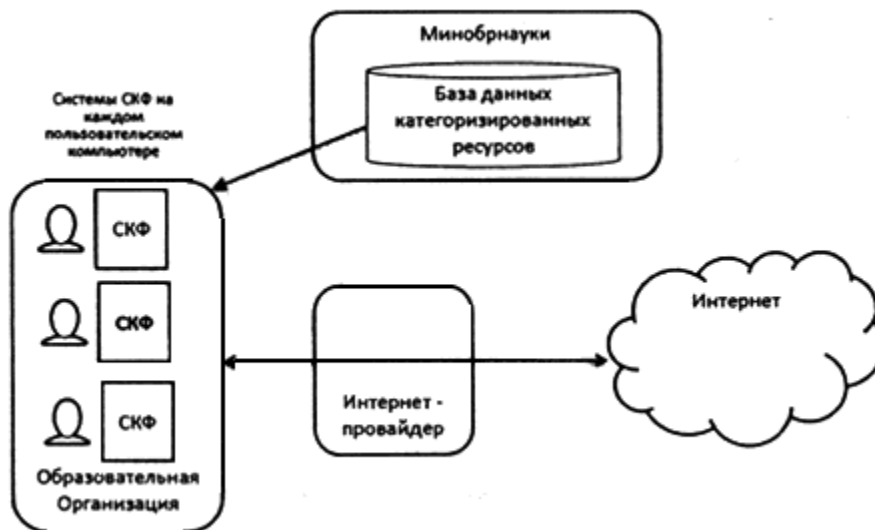 Минобрнауки
База данных
категоризированных
ресурсов
Системы СКФ на
каждом
пользовательском
компьютере
СКФ
СКФ
СКФ
Образовательная
Организация
Интернет -
провайдер
Интернет